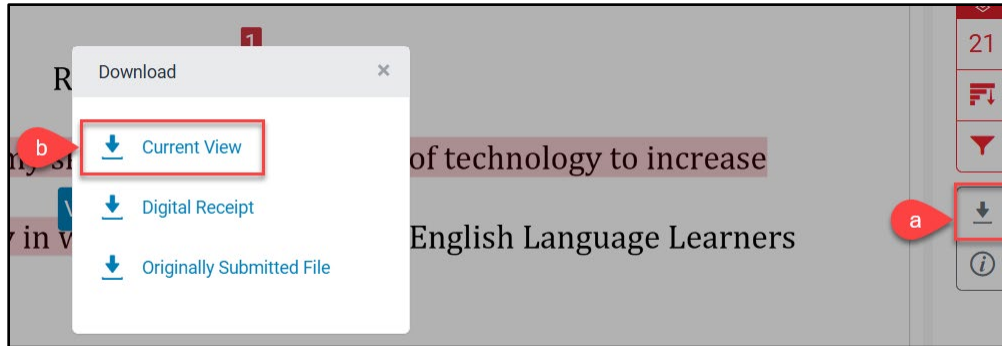 1
21
R
Download ×
b
Current View
of technology to increase
Digital Receipt
a
in
English Language Learners
Originally Submitted File
i